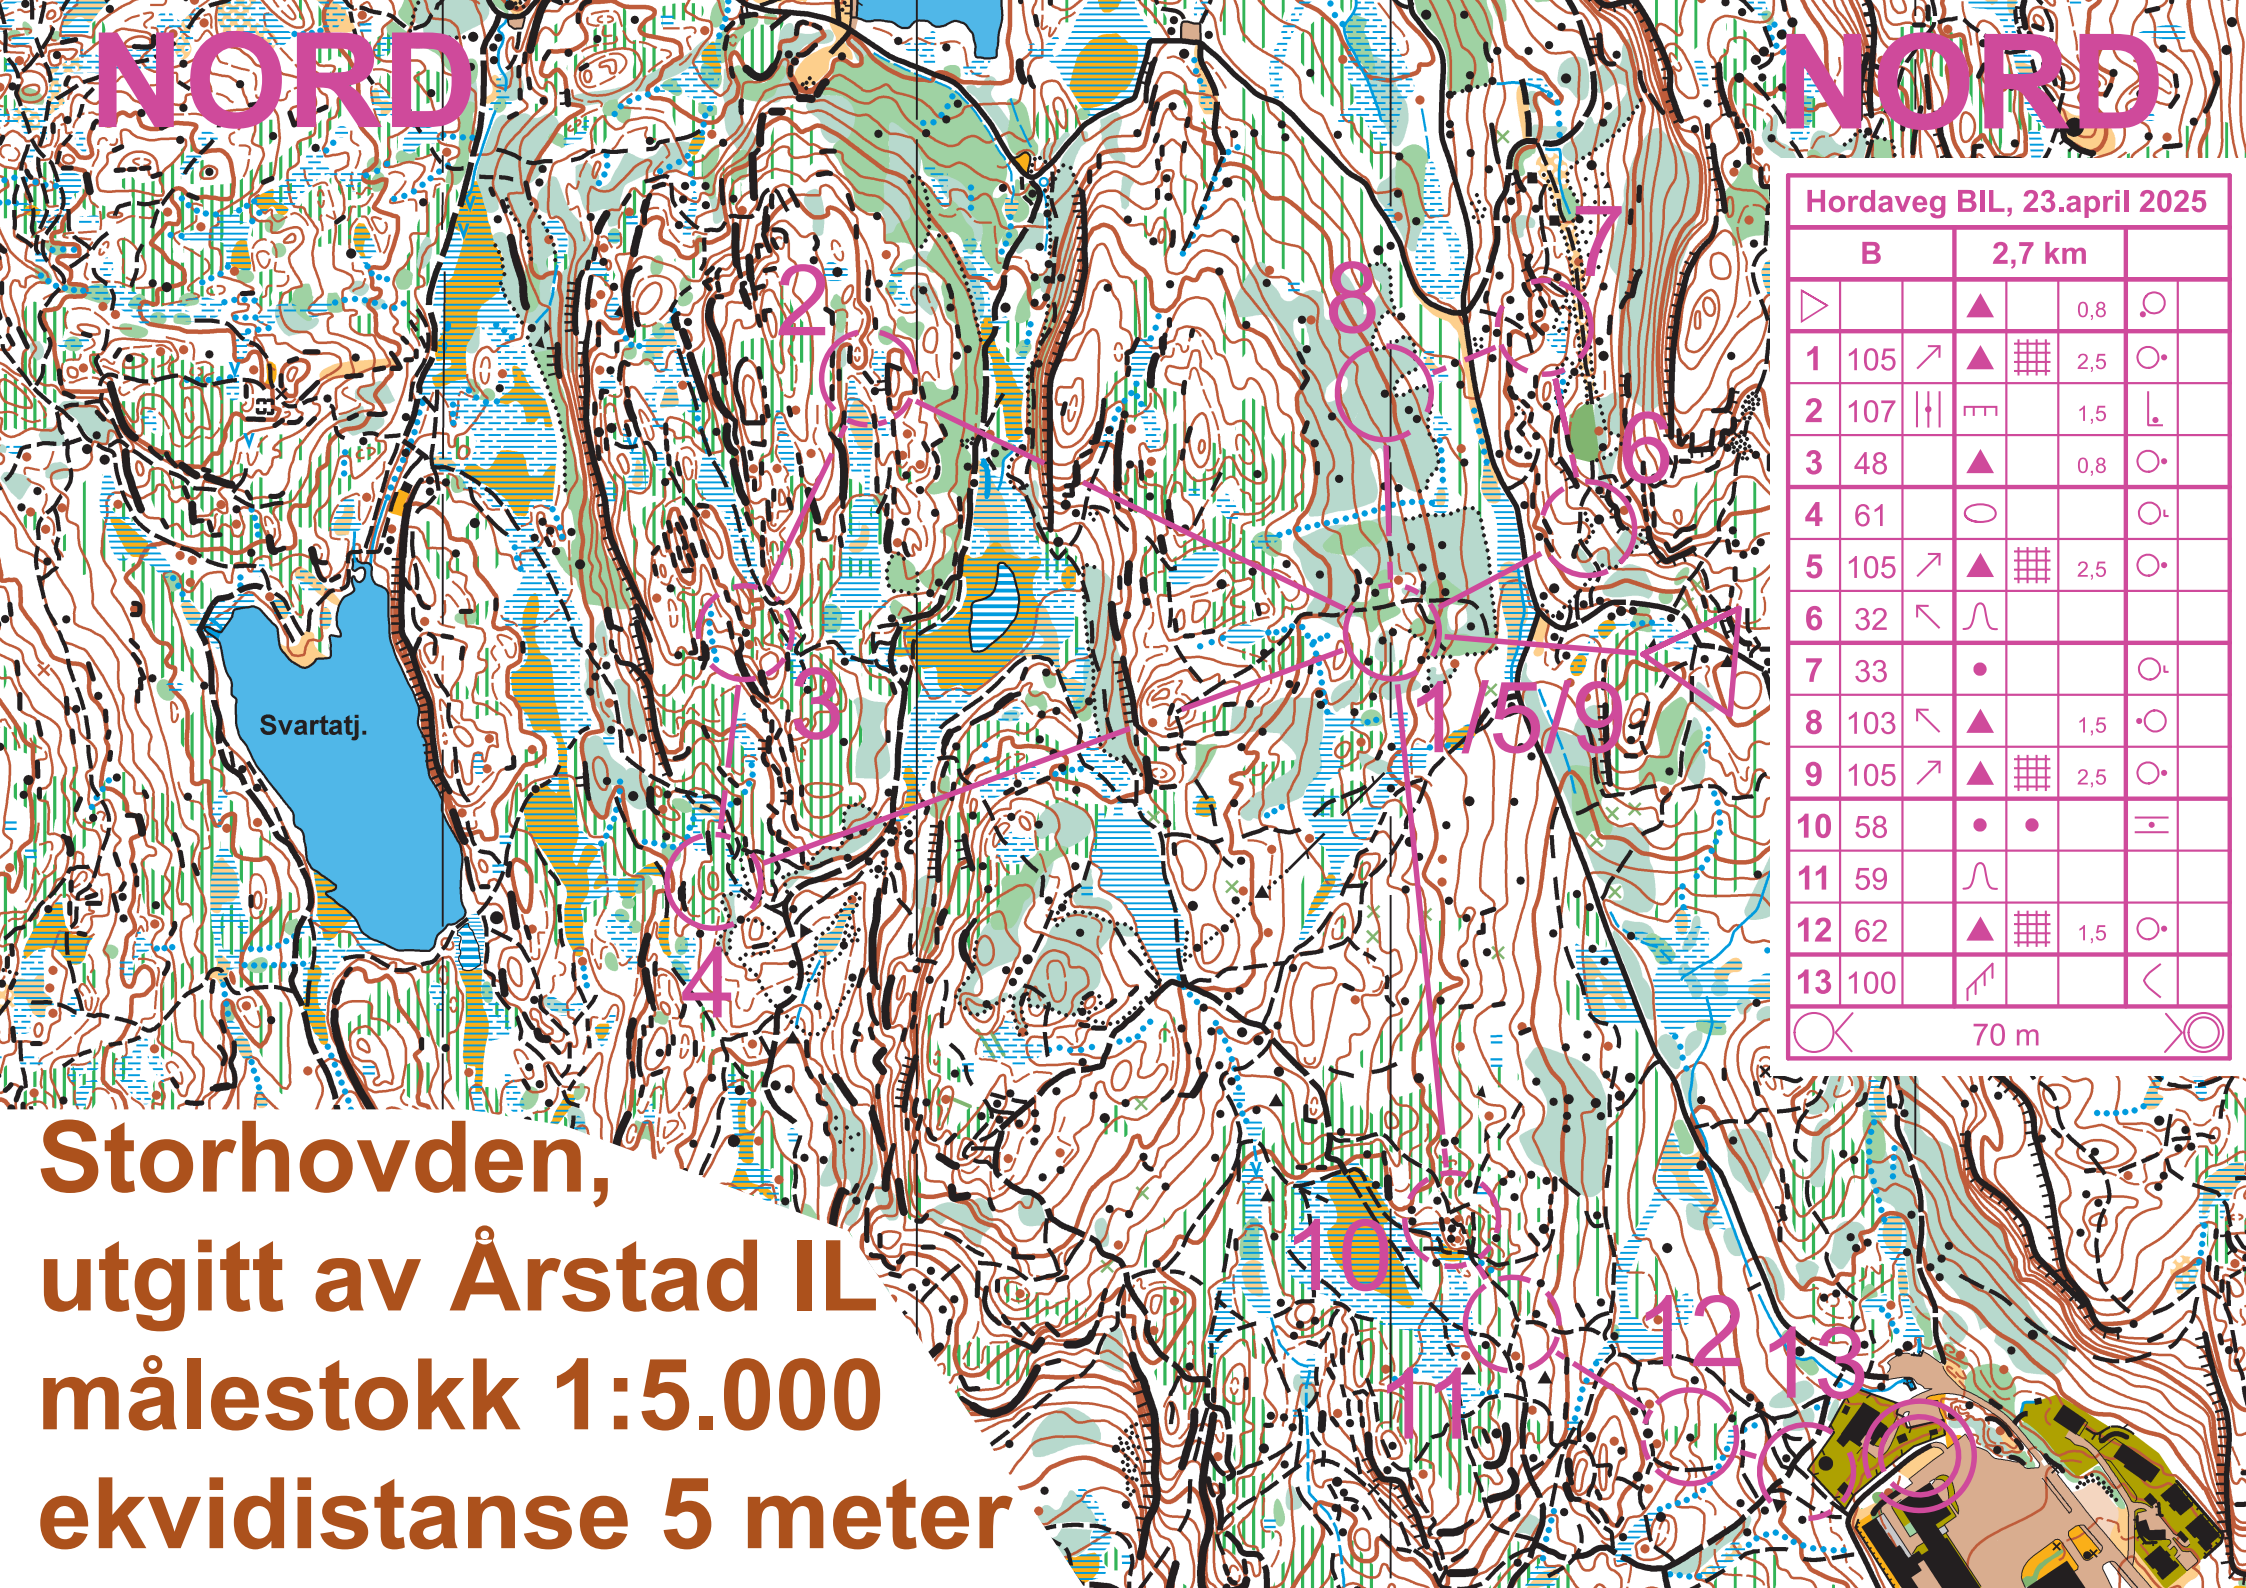 NORD
NORD
Hordaveg BIL, 23.april 2025
B 2,7 km
0,8
1 105 2,5
2 107 1,5
3 48 0,8
4 61
5 105 2,5
6 32
7 33
8 103 1,5
9 105 2,5
10 58
11 59
12 62 1,5
13 100
70 m
7
2
8
6
3
1/5/9
Svartatj.
4
10
12
13
11
Storhovden,
utgitt av Årstad IL
målestokk 1:5.000
ekvidistanse 5 meter